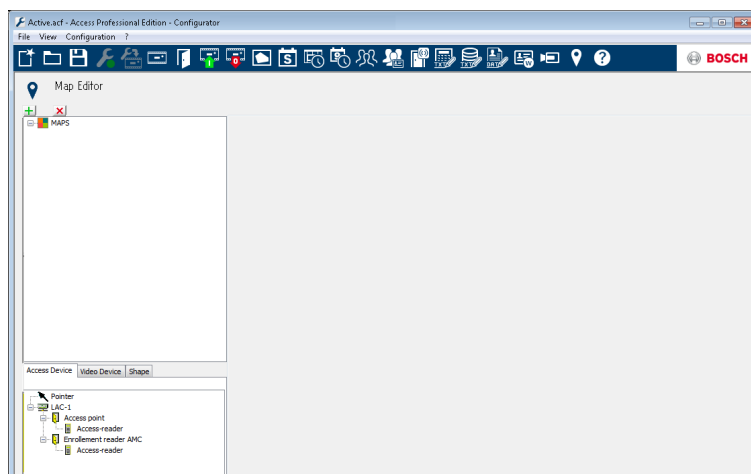 Active.acf - Access Professional Edition - Configurator
File View Configuration ?
BOSCH
Map Editor
MAPS
Access Device Video Device Shape
Pointer
LAC-1
Access point
Access-reader
Enrollement reader AMC
Access-reader